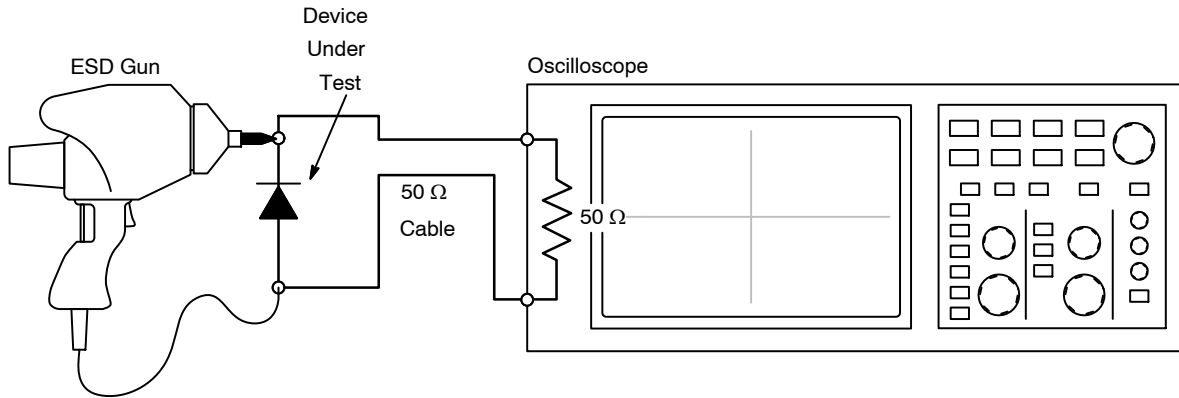 Device
Under
Test
ESD Gun
Oscilloscope
50 Ω
Cable
50 Ω